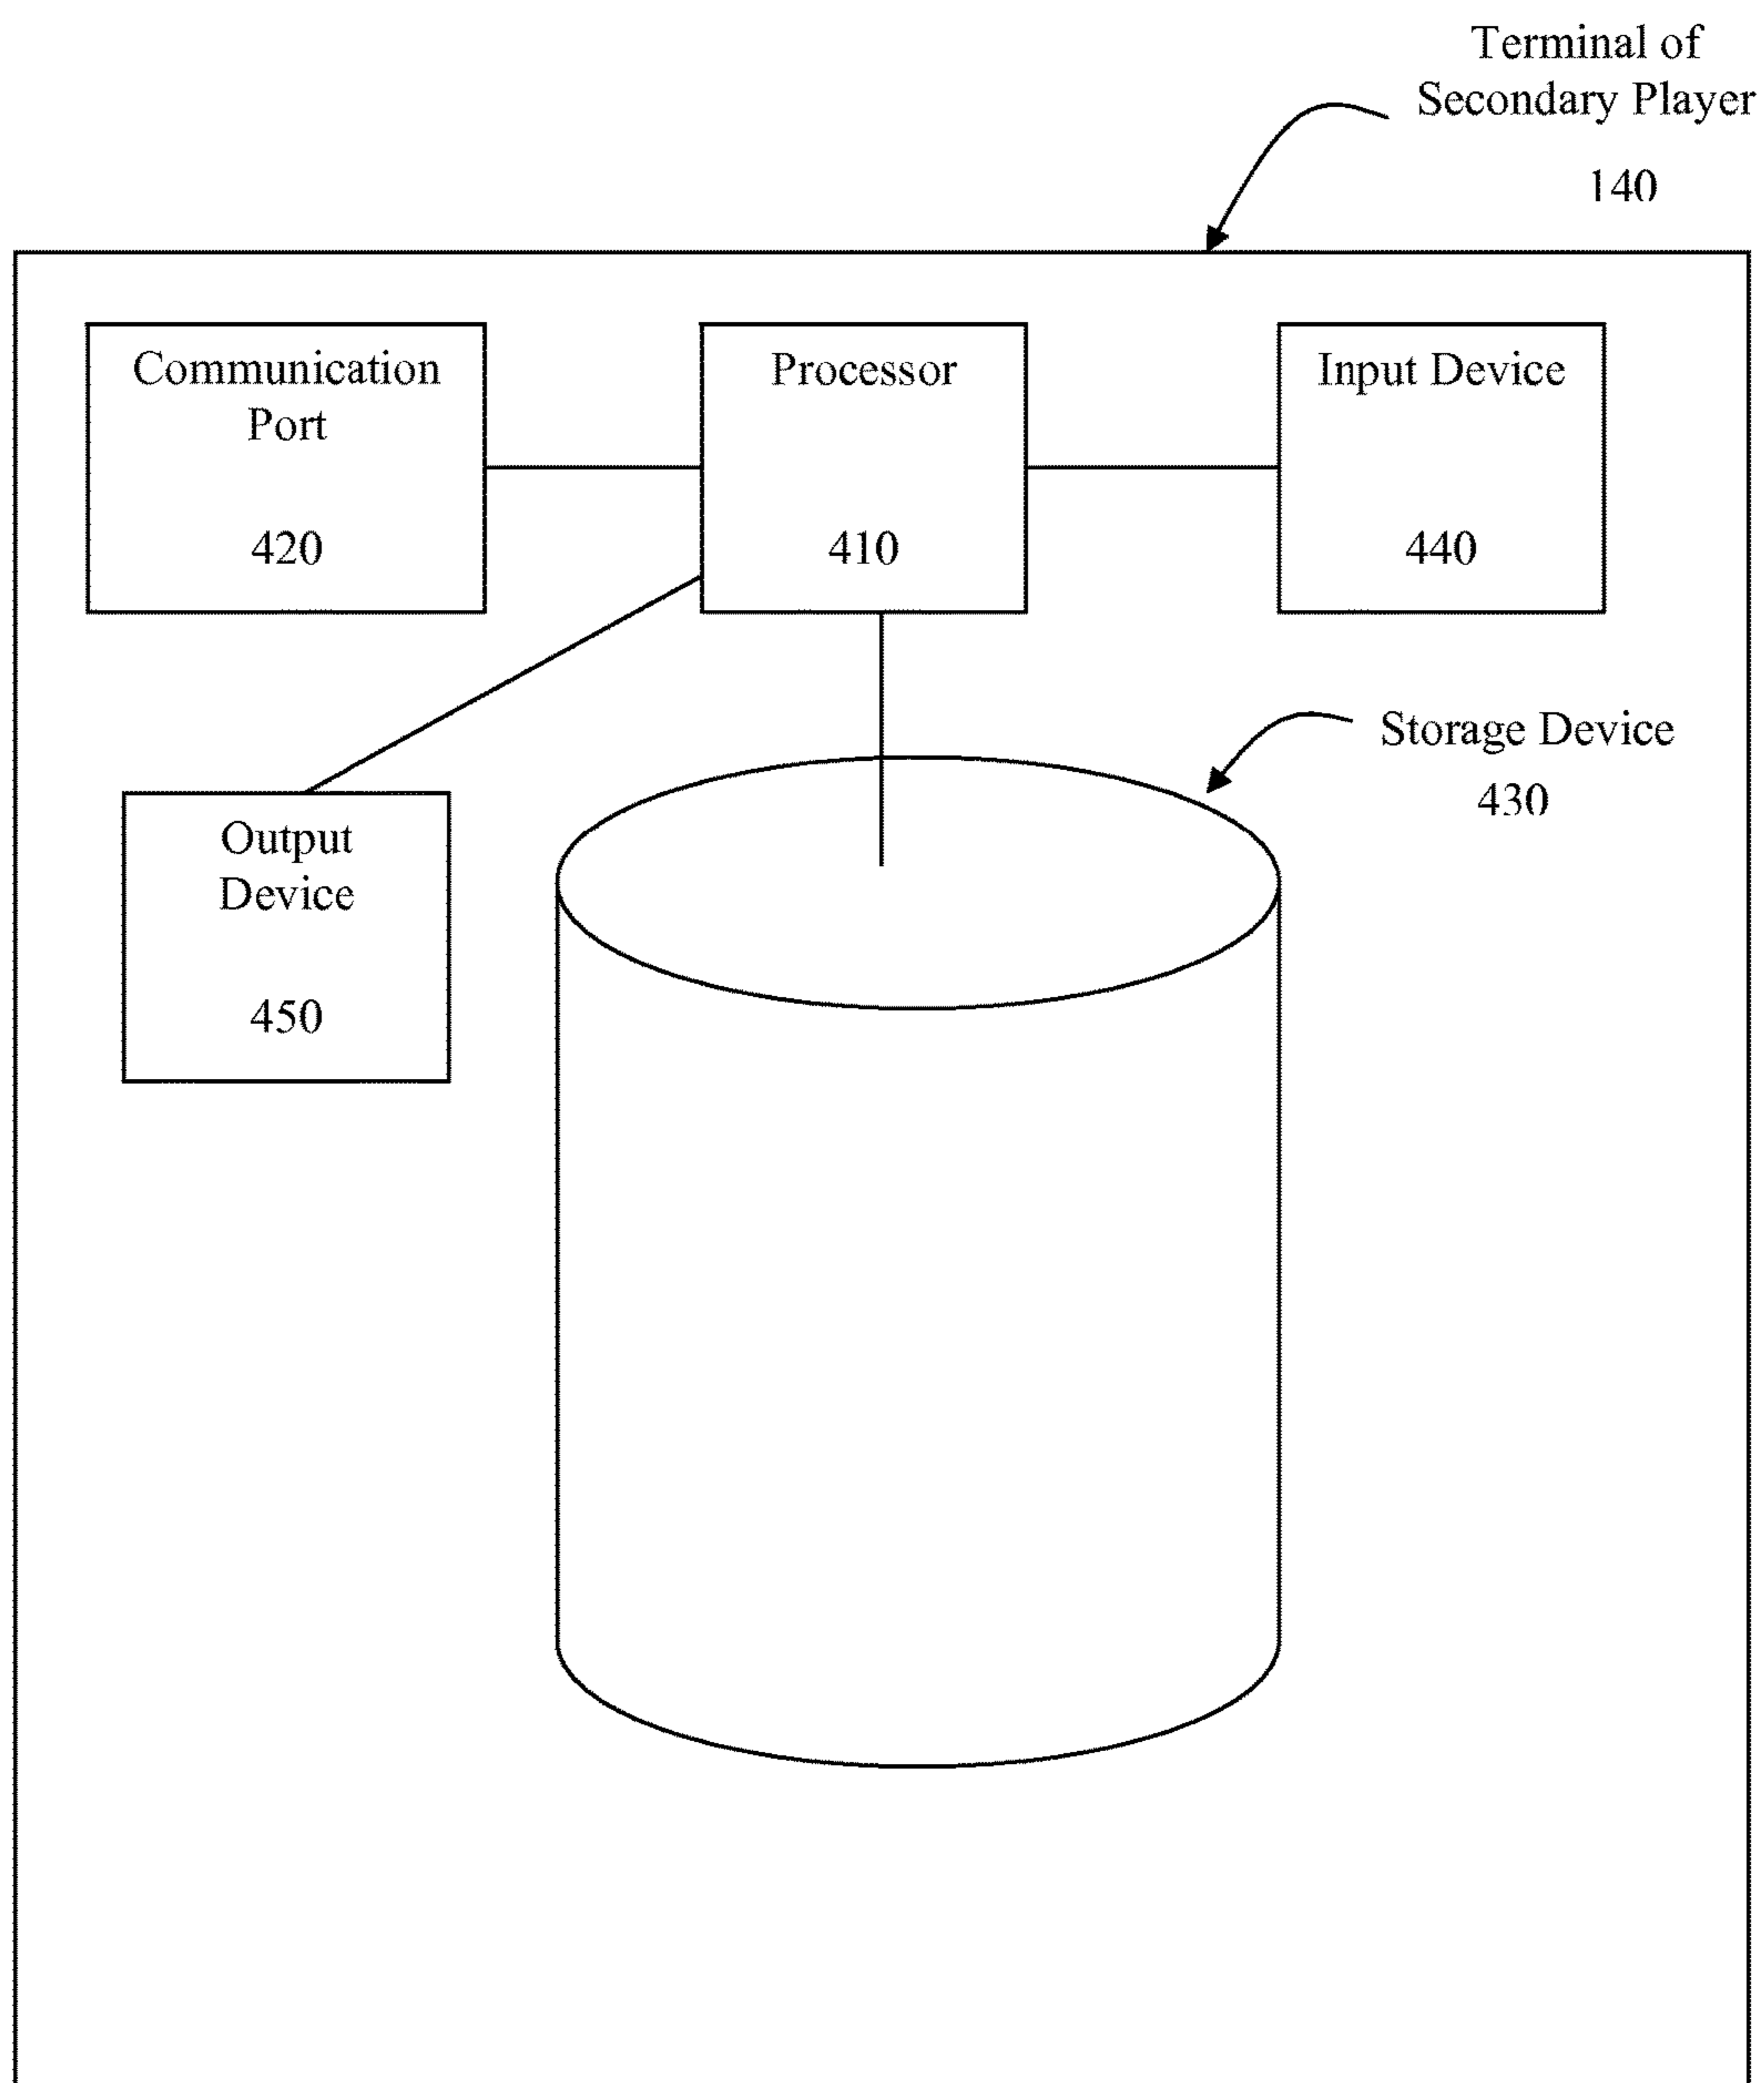 Terminal of
Secondary Player
140
Communication
Port
420
Processor
410
Input Device
440
Storage Device
430
Output
Device
450